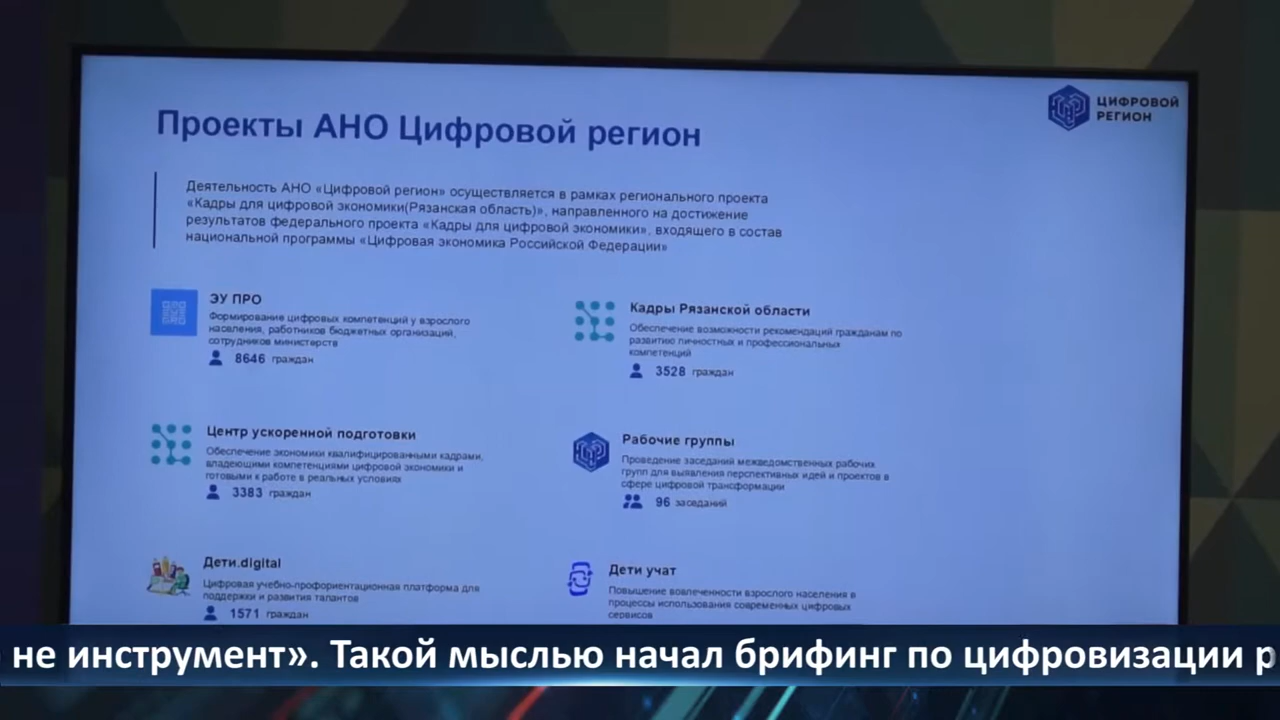 ЦИФРОВОЙ
РЕГИОН
Проекты АНО Цифровой регион
Деятельность АНО «Цифровой регион» осуществляется в рамках регионального проекта
«Кадры для цифровой экономики(Рязанская область)», направленного на достижение
результатов федерального проекта «Кадры для цифровой экономики», входящего в состав
национальной программы «Цифровая экономика Российской Федерации»
ЭУ ПРО
Формирование цифровых компетенций у взрослого
населения, работников бюджетных организаций,
сотрудников министерств
8646 граждан
Кадры Рязанской области
Обеспечение возможности рекомендаций гражданам по
развитию личностных и профессиональных
компетенций
3528 граждан
Центр ускоренной подготовки
Обеспечение экономики квалифицированными кадрами,
владеющими компетенциями цифровой экономики и
готовыми к работе в реальных условиях
3383 граждан
Рабочие группы
Проведение заседаний межведомственных рабочих
групп для выявления перспективных идей и проектов в
сфере цифровой трансформации
96 заседаний
Дети.digital
Цифровая учебно-профориентационная платформа для
поддержки и развития талантов
1571 граждан
Дети учат
Повышение вовлеченности взрослого населения в
процессы использования современных цифровых
сервисов
не инструмент». Такой мыслью начал брифинг по цифровизации р